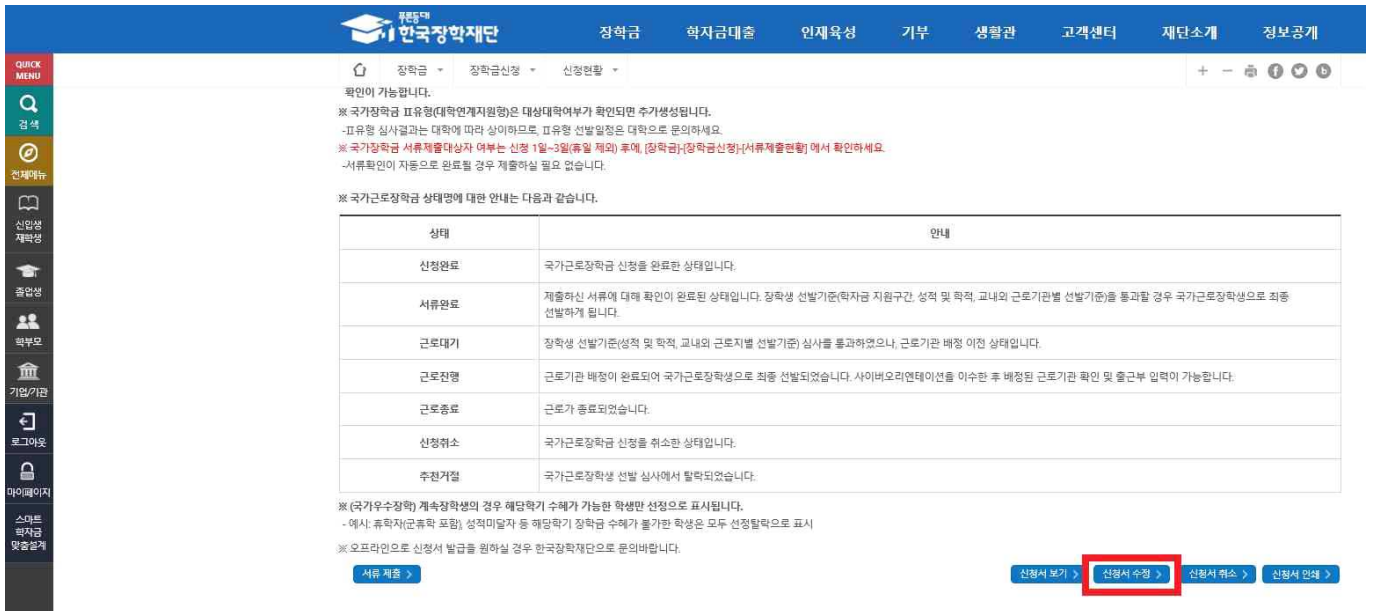 푸른등대
한국장학재단
장학금 학자금대출 인재육성 기부 생활관 고객센터 재단소개 정보공개
QUICK
MENU
장학금 장학금신청 신청현황
검색
전체메뉴
신입생
재학생
졸업생
학부모
기업/기관
로그아웃
마이페이지
스마트
학자금
맞춤설계
확인이 가능합니다.
※ 국가장학금 II유형(대학연계지원형)은 대상대학여부가 확인되면 추가생성됩니다.
-II유형 심사결과는 대학에 따라 상이하므로, II유형 선발일정은 대학으로 문의하세요.
※ 국가장학금 서류제출대상자 여부는 신청 1일~3일(휴일 제외) 후에, [장학금]-[장학금신청]-[서류제출현황] 에서 확인하세요.
-서류확인이 자동으로 완료될 경우 제출하실 필요 없습니다.
※ 국가근로장학금 상태명에 대한 안내는 다음과 같습니다.
상태 안내
신청완료 국가근로장학금 신청을 완료한 상태입니다.
서류완료 제출하신 서류에 대해 확인이 완료된 상태입니다. 장학생 선발기준(학자금 지원구간, 성적 및 학적, 교내외 근로기관별 선발기준)을 통과할 경우 국가근로장학생으로 최종
선발하게 됩니다.
근로대기 장학생 선발기준(성적 및 학적, 교내외 근로지별 선발기준) 심사를 통과하였으나, 근로기관 배정 이전 상태입니다.
근로진행 근로기관 배정이 완료되어 국가근로장학생으로 최종 선발되었습니다. 사이버오리엔테이션을 이수한 후 배정된 근로기관 확인 및 출근부 입력이 가능합니다.
근로종료 근로가 종료되었습니다.
신청취소 국가근로장학금 신청을 취소한 상태입니다.
추천거절 국가근로장학생 선발 심사에서 탈락되었습니다.
※ (국가우수장학) 계속장학생의 경우 해당학기 수혜가 가능한 학생만 선정으로 표시됩니다.
- 예시: 휴학자(군휴학 포함), 성적미달자 등 해당학기 장학금 수혜가 불가한 학생은 모두 선정탈락으로 표시
※ 오프라인으로 신청서 발급을 원하실 경우 한국장학재단으로 문의바랍니다.
서류 제출 > 신청서 보기 > 신청서 수정 > 신청서 취소 > 신청서 인쇄 >